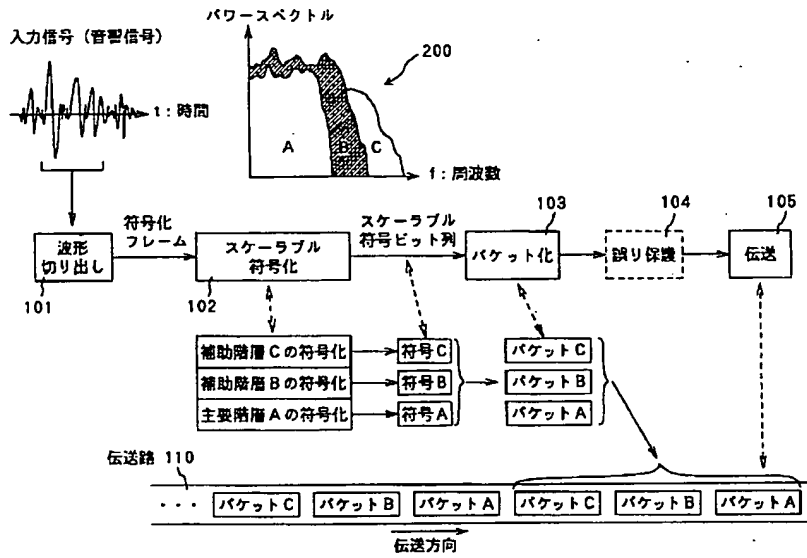 パワースペクトル
入力信号(音響信号)
200
t:時間
A
B
C
f:周波数
103
104
105
符号化
フレーム
スケーラブル
符号ビット列
波形
切り出し
スケーラブル
符号化
パケット化
誤り保護
伝送
101
102
補助階層Cの符号化
符号C
パケットC
補助階層Bの符号化
符号B
パケットB
主要階層Aの符号化
符号A
パケットA
伝送路 110
・・・
パケットC
パケットB
パケットA
パケットC
パケットB
パケットA
伝送方向